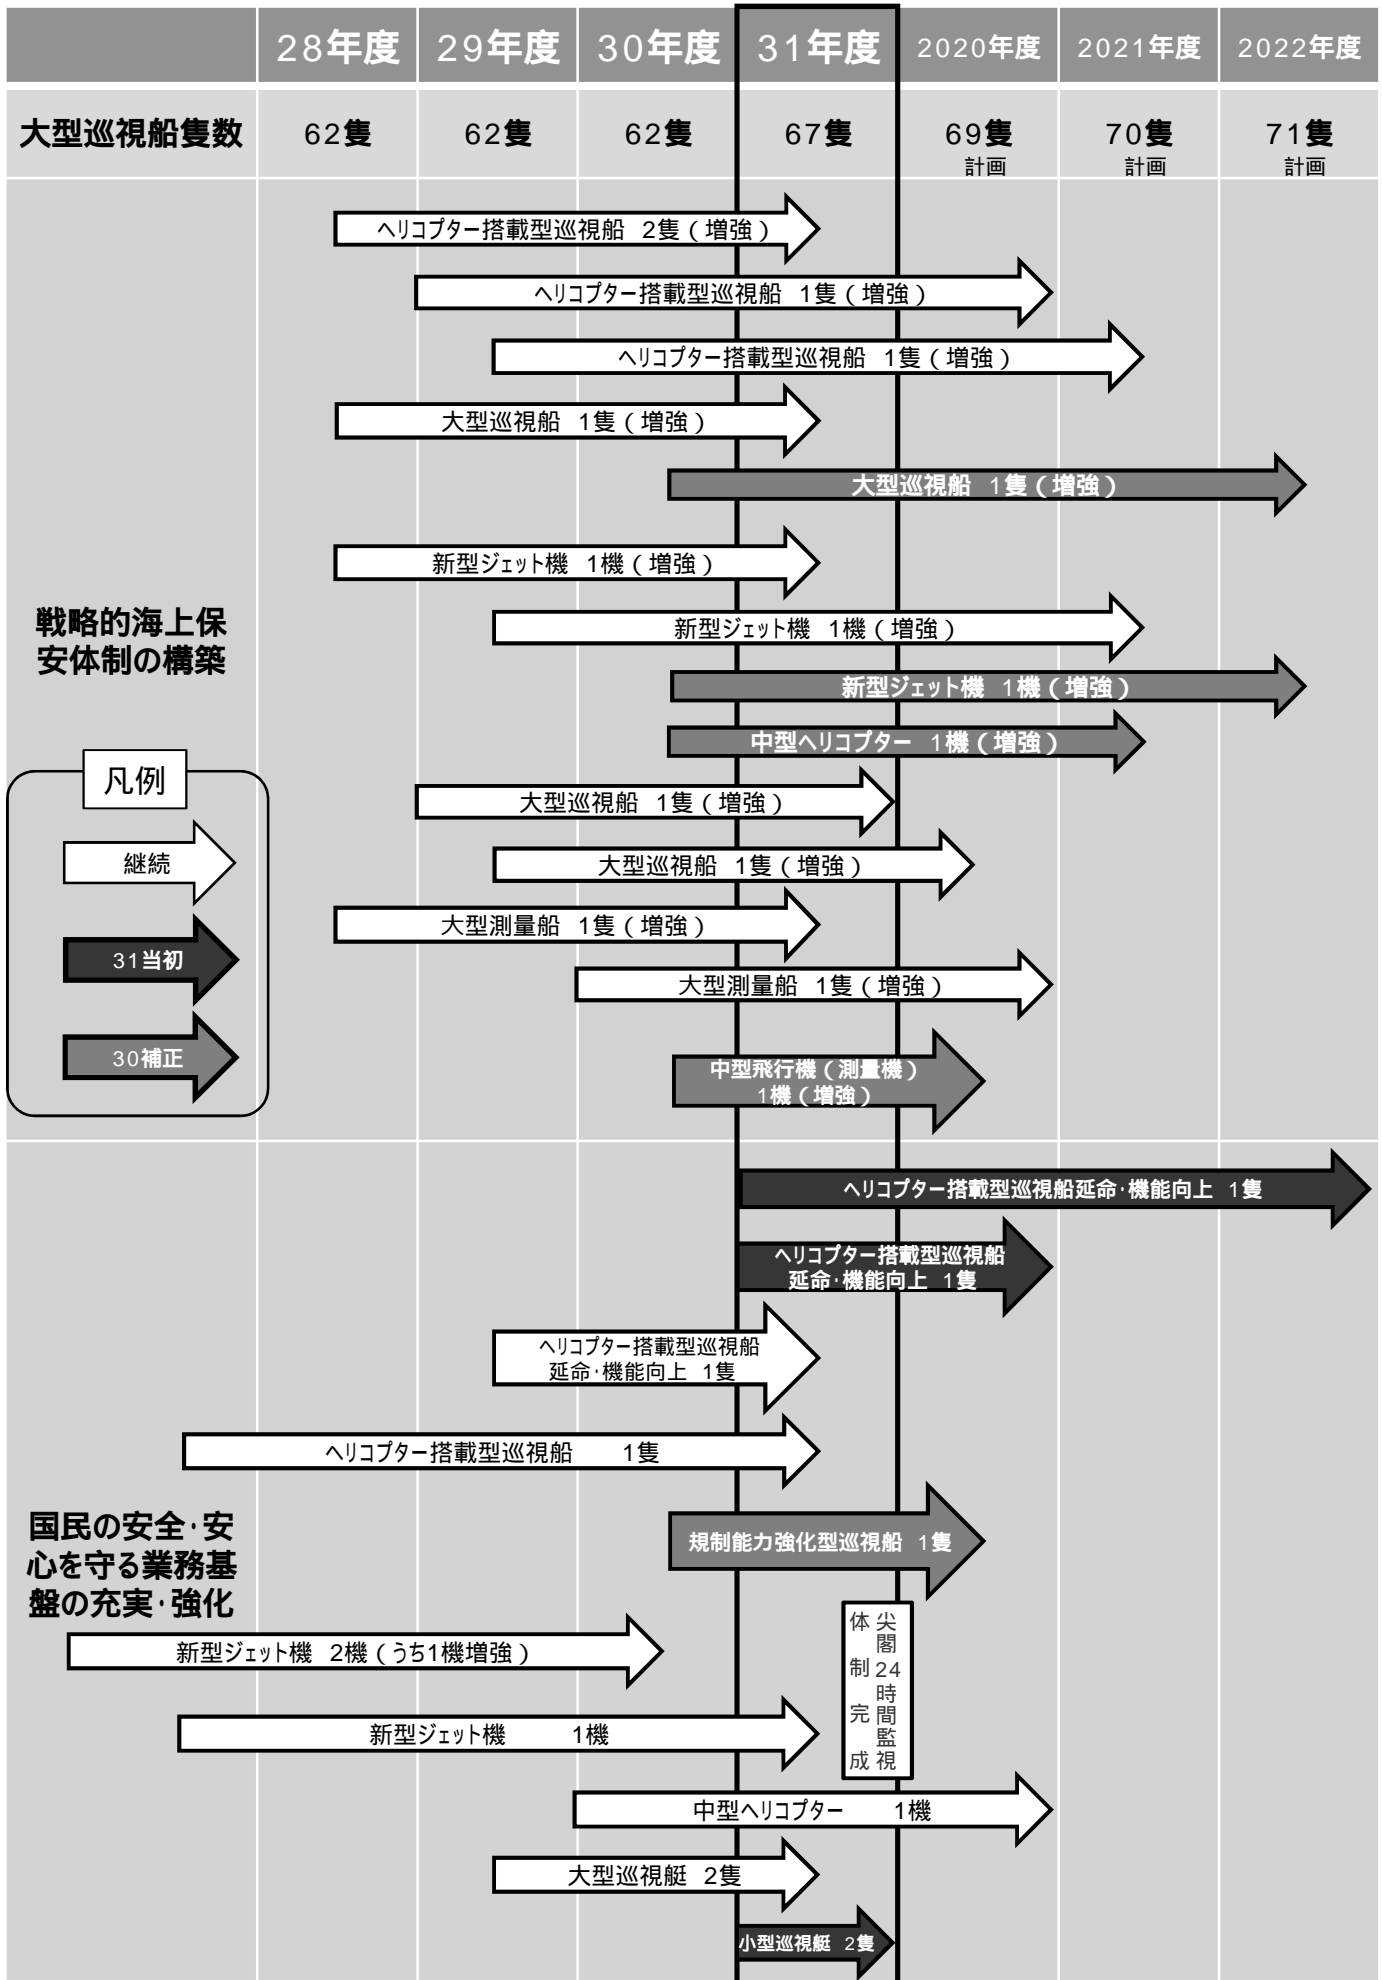 28年度 29年度 30年度 31年度 2020年度 2021年度 2022年度
大型巡視船隻数 62隻 62隻 62隻 67隻 69隻 70隻 71隻
計画 計画 計画
ヘリコプター搭載型巡視船 2隻（増強）
ヘリコプター搭載型巡視船 1隻（増強）
ヘリコプター搭載型巡視船 1隻（増強）
大型巡視船 1隻（増強）
大型巡視船 1隻（増強）
新型ジェット機 1機（増強）
戦略的海上保
安体制の構築
新型ジェット機 1機（増強）
新型ジェット機 1機（増強）
中型ヘリコプター 1機（増強）
大型巡視船 1隻（増強）
大型巡視船 1隻（増強）
大型測量船 1隻（増強）
大型測量船 1隻（増強）
中型飛行機（測量機）
1機（増強）
凡例
継続
31当初
30補正
ヘリコプター搭載型巡視船延命・機能向上 1隻
ヘリコプター搭載型巡視船
延命・機能向上 1隻
ヘリコプター搭載型巡視船
延命・機能向上 1隻
ヘリコプター搭載型巡視船 1隻
規制能力強化型巡視船 1隻
国民の安全・安
心を守る業務基
盤の充実・強化
尖閣24時間監視
体制完成
新型ジェット機 2機（うち1機増強）
新型ジェット機 1機
中型ヘリコプター 1機
大型巡視艇 2隻
小型巡視艇 2隻